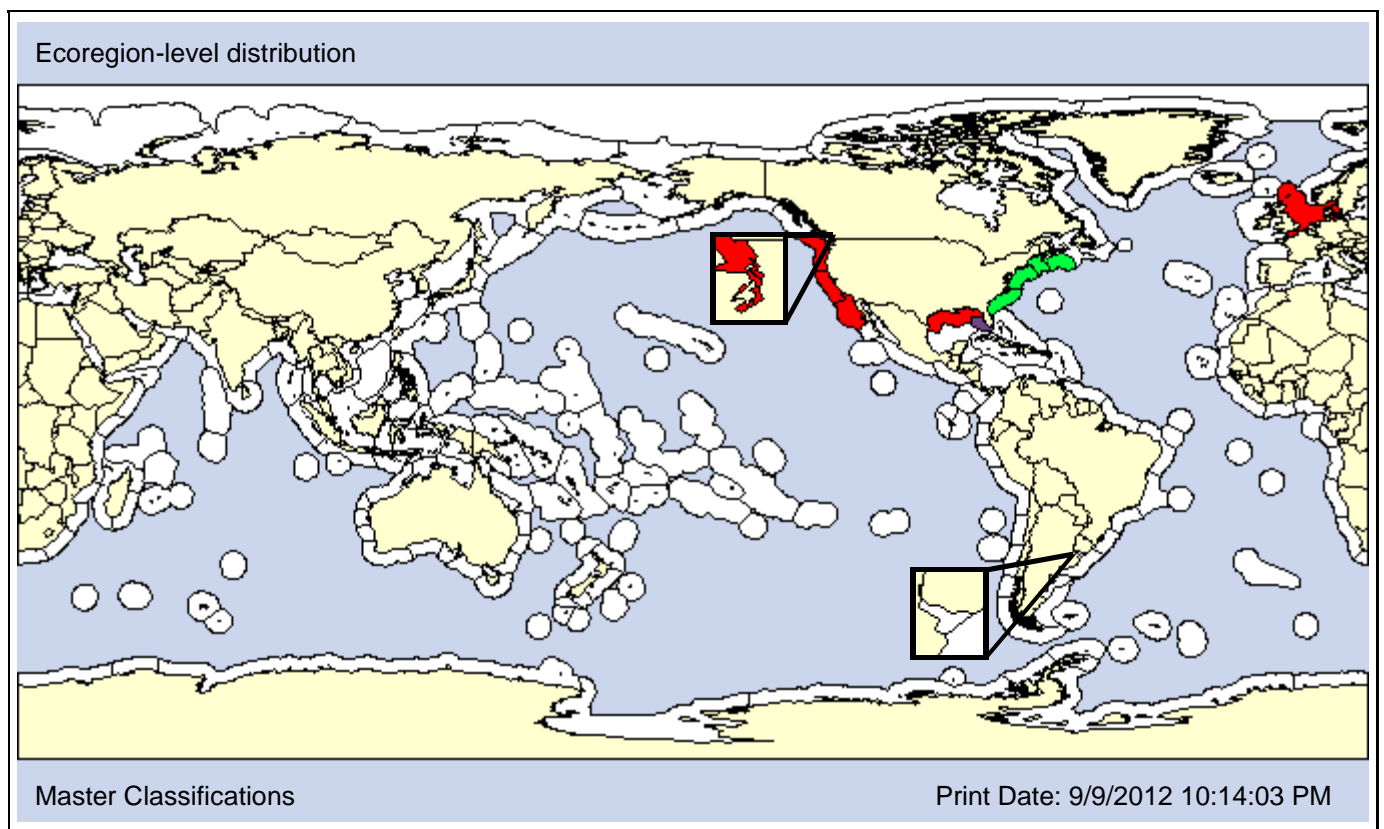 Ecoregion-level distribution
Master Classifications
Print Date: 9/9/2012 10:14:03 PM